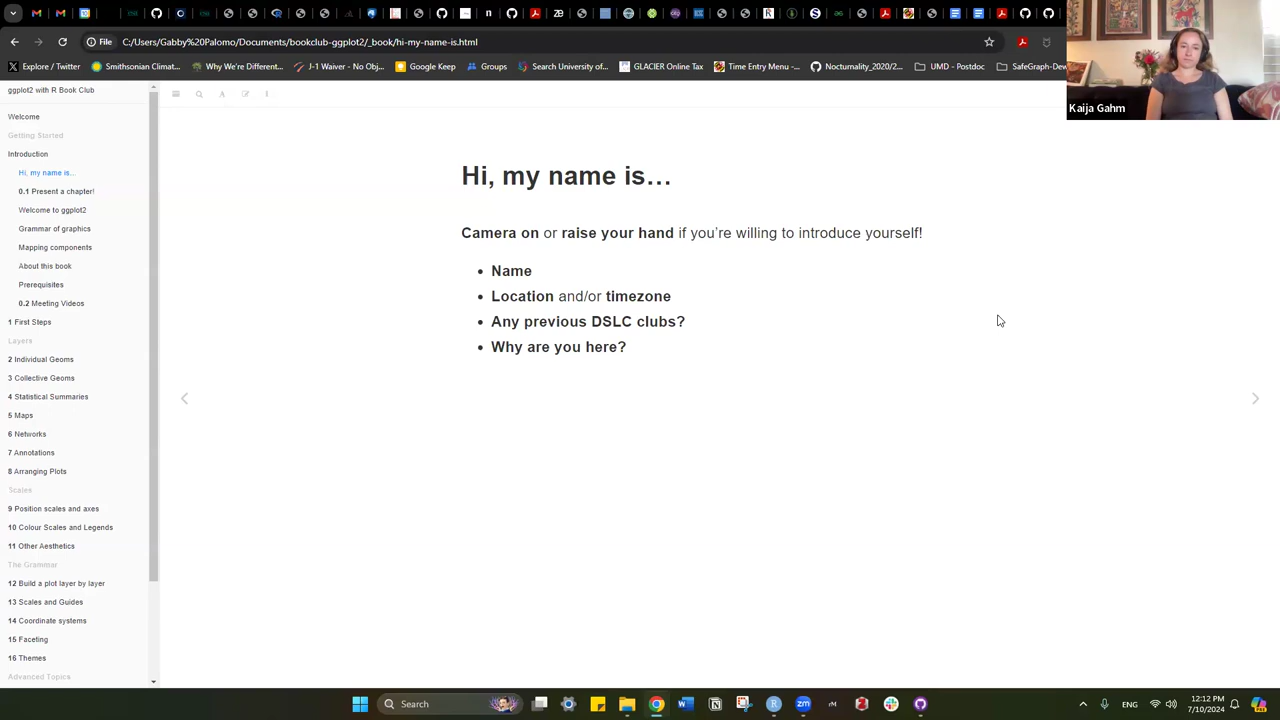 File
C:/Users/Gabby%20Palomo/Documents/bookclub-ggplot2/_book/hi-my-name-is.html
Explore / Twitter
Smithsonian Climat...
Why We're Different...
J-1 Waiver - No Obj...
Google Keep
Search University of...
GLACIER Online Tax
Time Entry Menu -...
Nocturnality_2020/2...
UMD - Postdoc
SafeGraph-Dew
Kaija Gahm
ggplot2 with R Book Club
Welcome
Getting Started
Introduction
Hi, my name is...
0.1 Present a chapter!
Welcome to ggplot2
Grammar of graphics
Mapping components
About this book
Prerequisites
0.2 Meeting Videos
1 First Steps
Layers
2 Individual Geoms
3 Collective Geoms
4 Statistical Summaries
5 Maps
6 Networks
7 Annotations
8 Arranging Plots
Scales
9 Position scales and axes
10 Colour Scales and Legends
11 Other Aesthetics
The Grammar
12 Build a plot layer by layer
13 Scales and Guides
14 Coordinate systems
15 Faceting
16 Themes
Advanced Topics
Hi, my name is…
Camera on or raise your hand if you're willing to introduce yourself!
• Name
• Location and/or timezone
• Any previous DSLC clubs?
• Why are you here?
Search
ENG
12:12 PM
7/10/2024